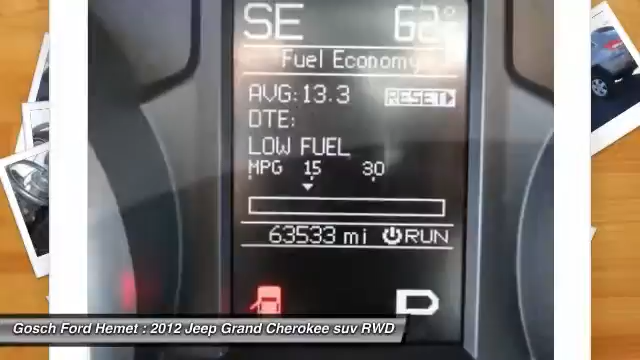 SE 62°
Fuel Economy
AVG:13.3 RESET
DTE:
LOW FUEL
MPG 15 30
63533 mi RUN
Gosch Ford Hemet : 2012 Jeep Grand Cherokee suv RWD